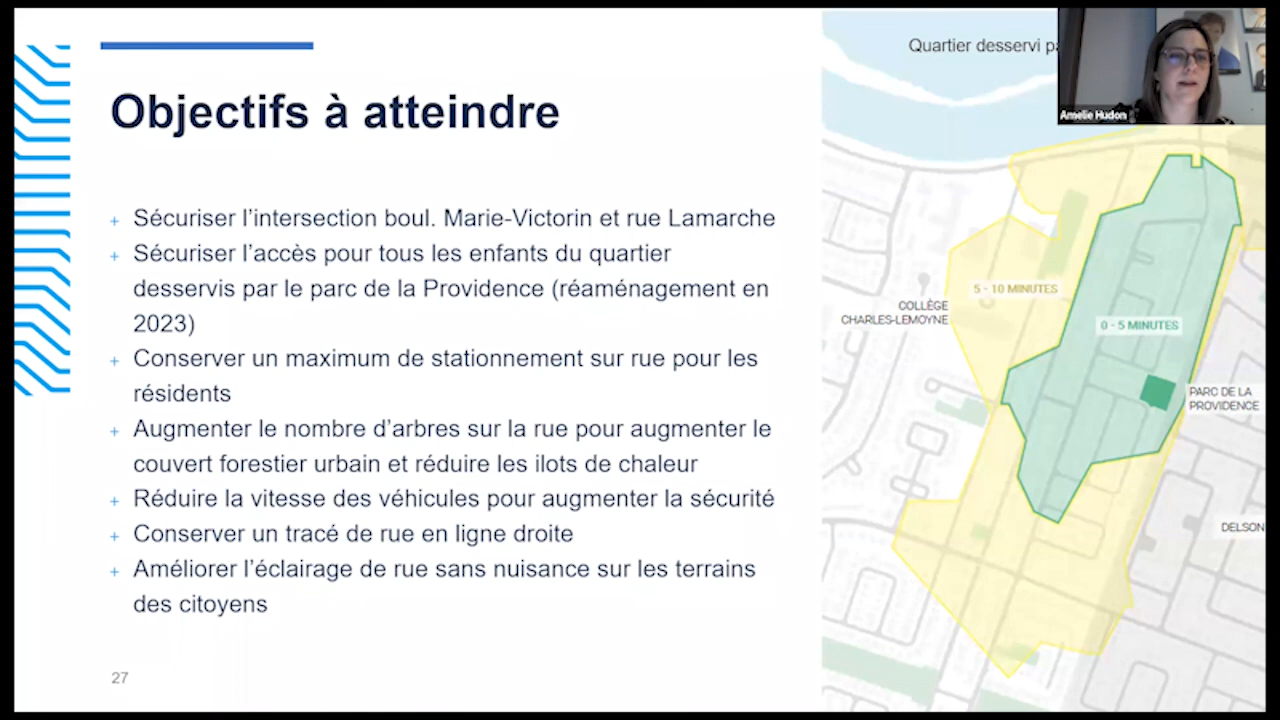 Quartier desservi pa
Amelie Hudon
Objectifs à atteindre
+ Sécuriser l’intersection boul. Marie-Victorin et rue Lamarche
+ Sécuriser l’accès pour tous les enfants du quartier
desservis par le parc de la Providence (réaménagement en
2023)
+ Conserver un maximum de stationnement sur rue pour les
résidents
+ Augmenter le nombre d’arbres sur la rue pour augmenter le
couvert forestier urbain et réduire les ilots de chaleur
+ Réduire la vitesse des véhicules pour augmenter la sécurité
+ Conserver un tracé de rue en ligne droite
+ Améliorer l’éclairage de rue sans nuisance sur les terrains
des citoyens
27
5 - 10 MINUTES
COLLÈGE
CHARLES-LEMOYNE
0 - 5 MINUTES
PARC DE LA
PROVIDENCE
DELSON